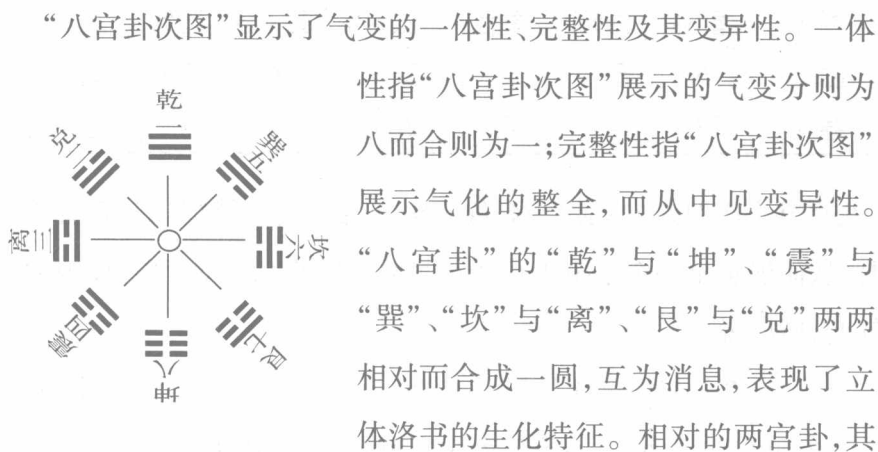 “八宫卦次图”显示了气变的一体性、完整性及其变异性。一体
性指“八宫卦次图”展示的气变分则为
八而合则为一;完整性指“八宫卦次图”
展示气化的整全,而从中见变异性。
“八宫卦”的“乾”与“坤”、“震”与
“巽”、“坎”与“离”、“艮”与“兑”两两
相对而合成一圆,互为消息,表现了立
体洛书的生化特征。相对的两宫卦,其
乾一
兑二
离三
震四
巽五
坎六
艮七
坤八